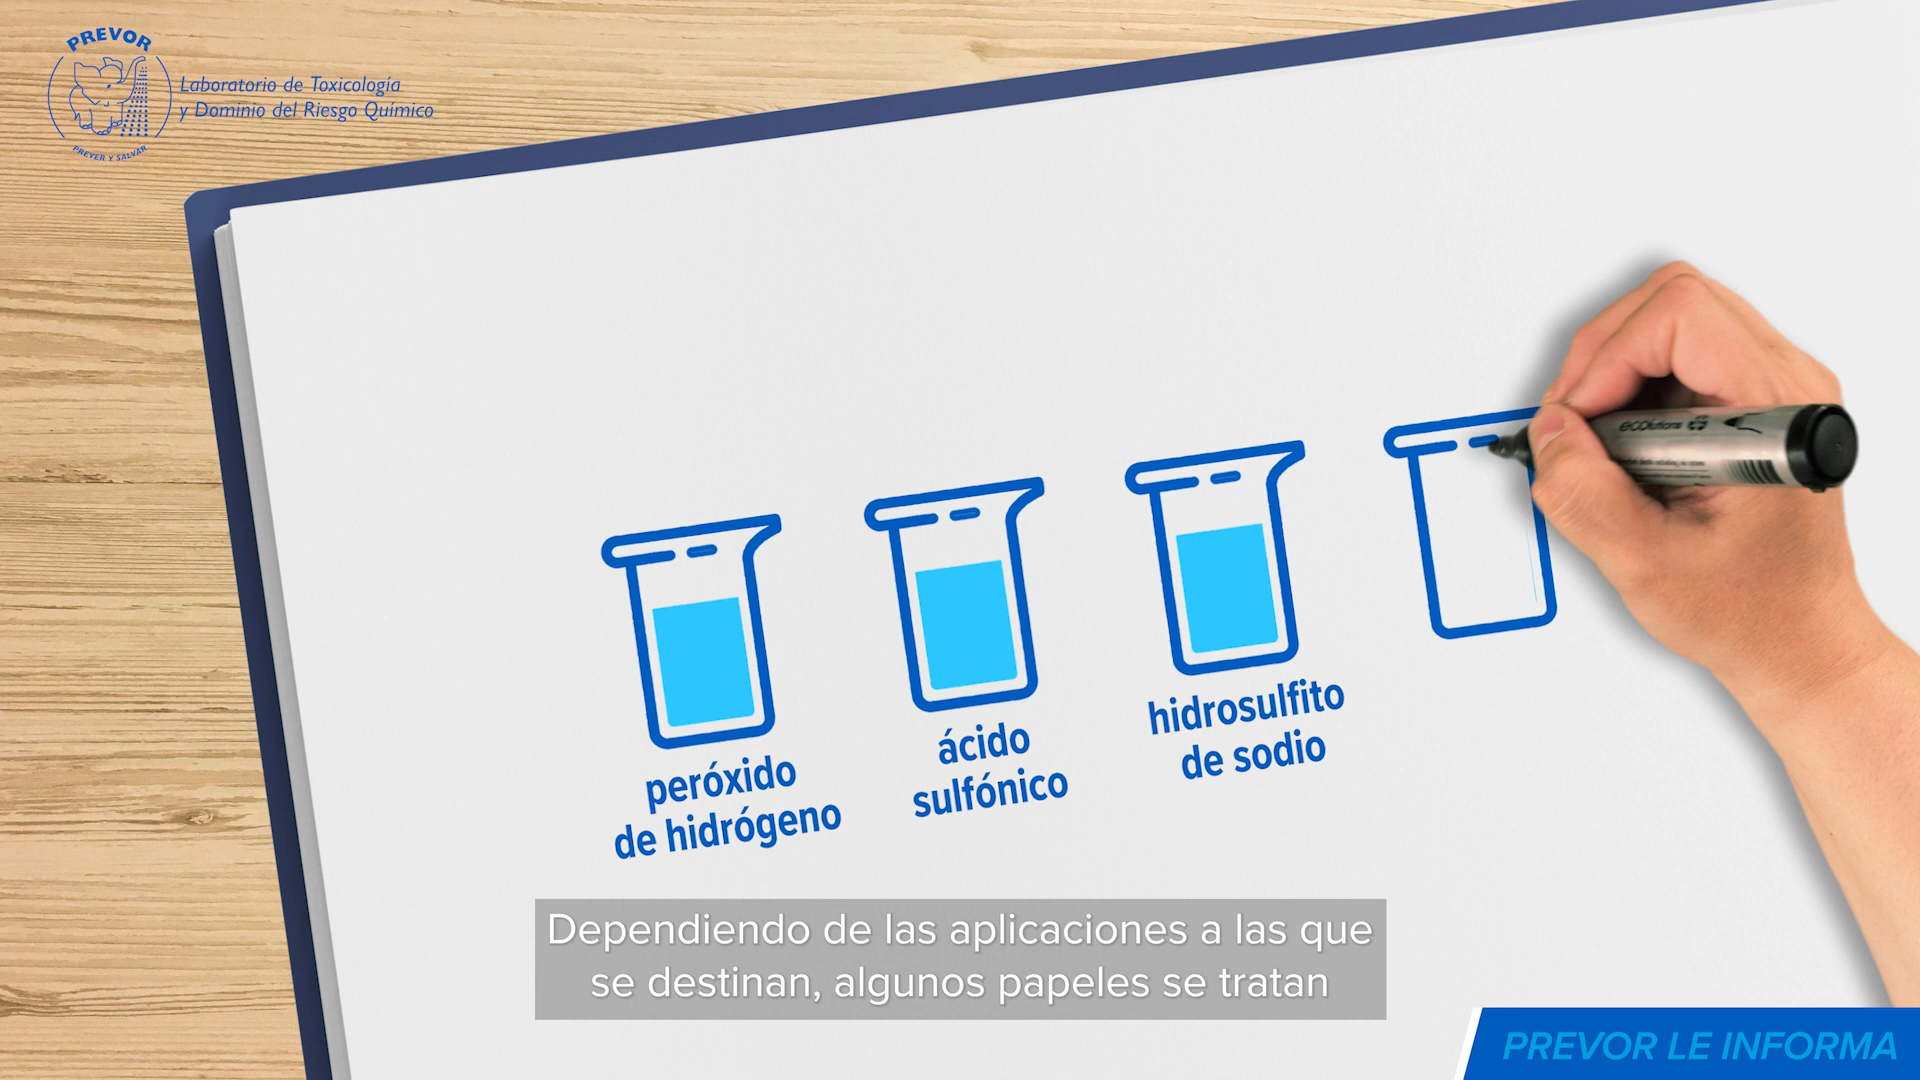 PREVOR
Laboratorio de Toxicología
y Dominio del Riesgo Químico
PREVER Y SALVAR
ecolutions
peróxido
de hidrógeno
ácido
sulfónico
hidrosulfito
de sodio
Dependiendo de las aplicaciones a las que
se destinan, algunos papeles se tratan
PREVOR LE INFORMA